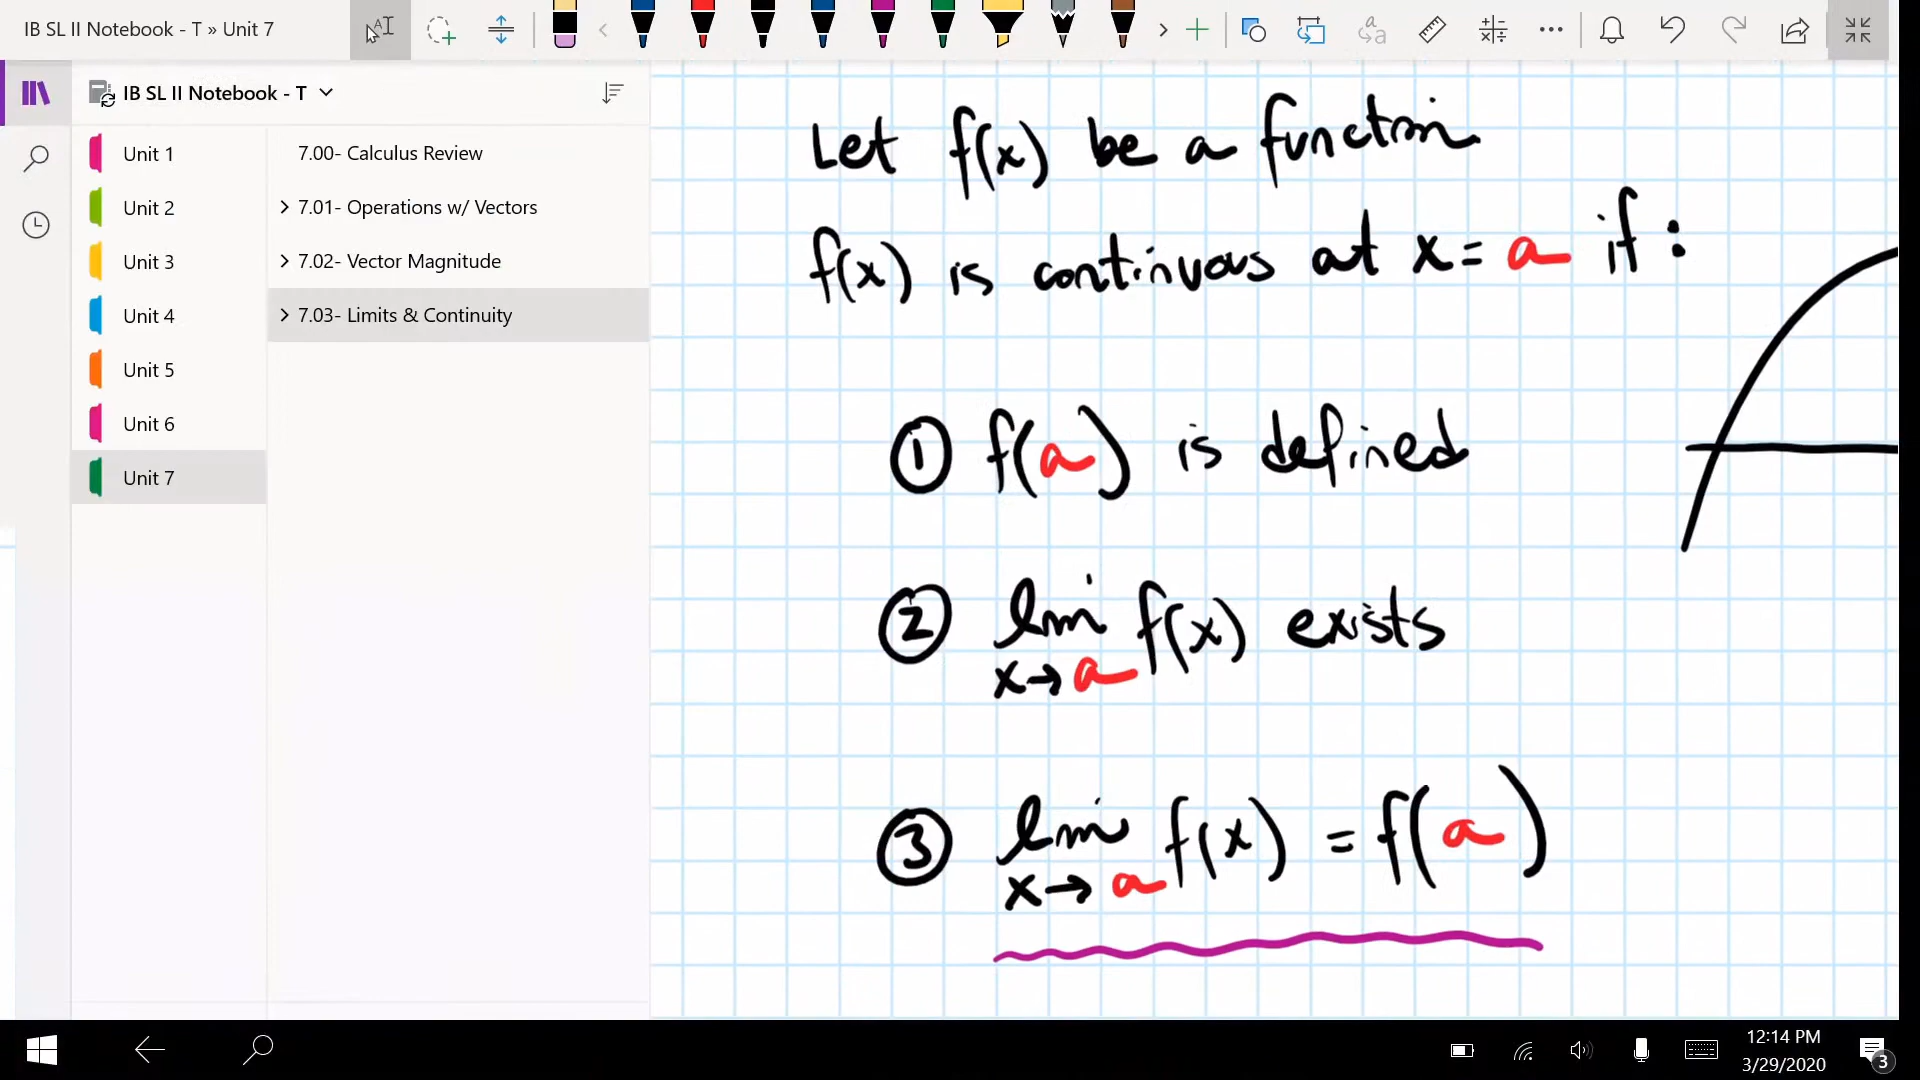 IB SL II Notebook - T » Unit 7
IB SL II Notebook - T
Unit 1
Unit 2
Unit 3
Unit 4
Unit 5
Unit 6
Unit 7
7.00- Calculus Review
7.01- Operations w/ Vectors
7.02- Vector Magnitude
7.03- Limits & Continuity
Let f(x) be a function
f(x) is continuous at x = a if :
① f(a) is defined
② lim f(x) exists
x→a
③ lim f(x) = f(a)
x→a
12:14 PM
3/29/2020
3